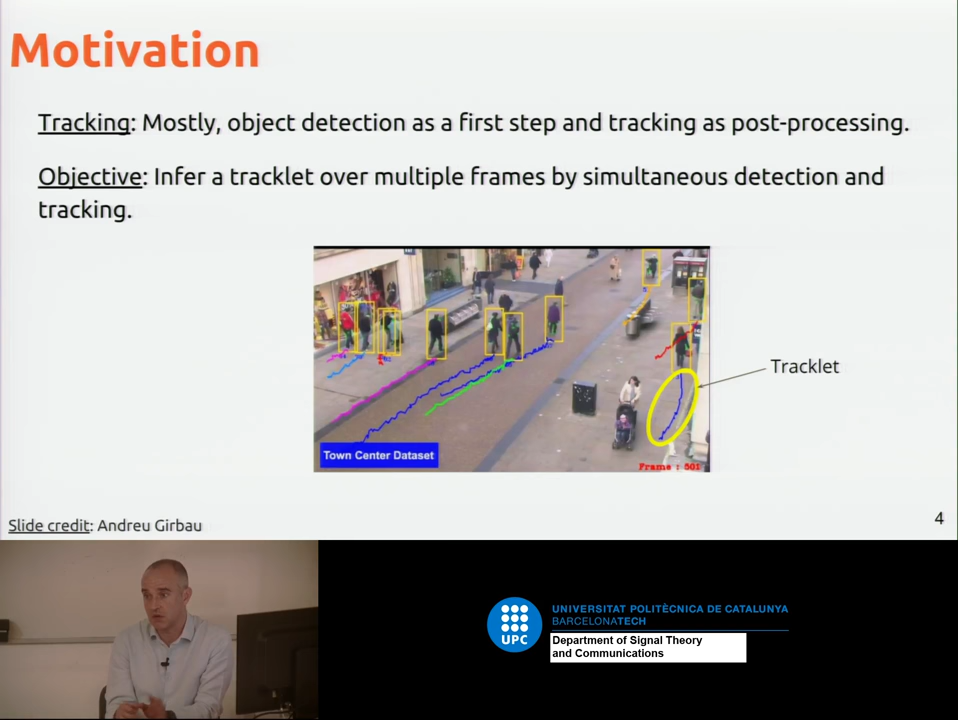 Motivation
Tracking: Mostly, object detection as a first step and tracking as post-processing.
Objective: Infer a tracklet over multiple frames by simultaneous detection and
tracking.
Tracklet
Town Center Dataset
Frame : 501
Slide credit: Andreu Girbau
4
UPC
UNIVERSITAT POLITÈCNICA DE CATALUNYA
BARCELONATECH
Department of Signal Theory
and Communications